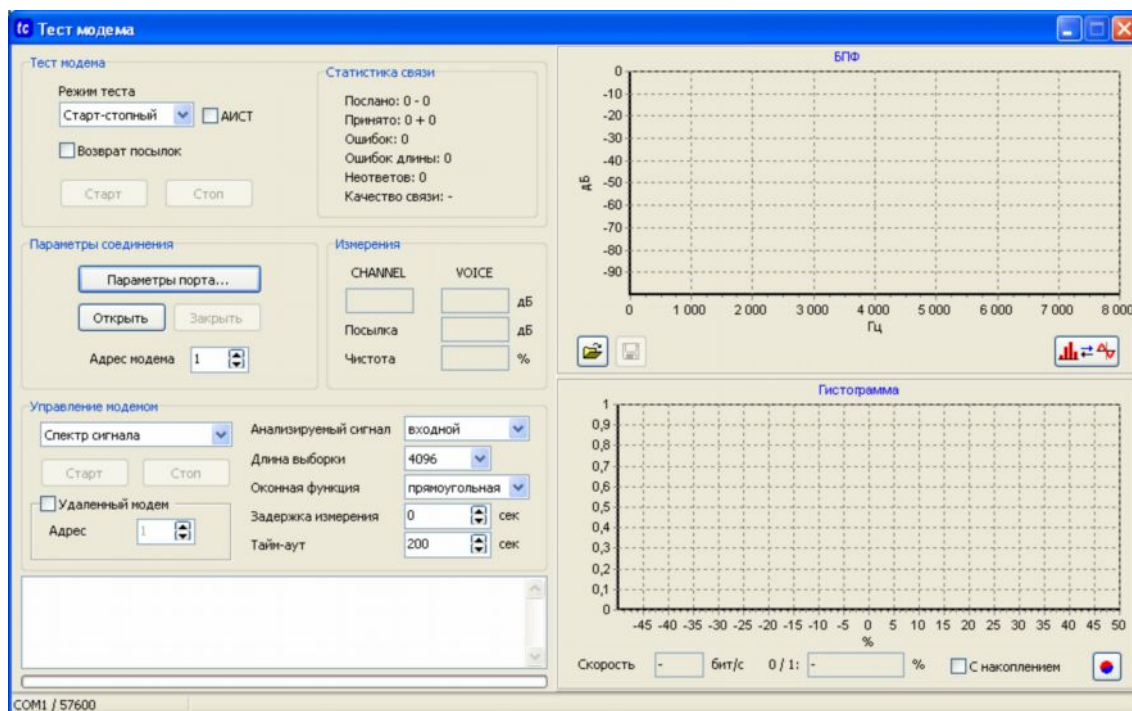 tc Тест модема
Тест модема
Режим теста
Старт-стопный
АИСТ
Возврат посылок
Старт
Стоп
Статистика связи
Послано: 0 - 0
Принято: 0 + 0
Ошибок: 0
Ошибок длины: 0
Неответов: 0
Качество связи: -
Параметры соединения
Параметры порта...
Открыть
Закрыть
Адрес модема 1
Измерения
CHANNEL VOICE
дБ
Посылка дБ
Чистота %
Управление модемом
Спектр сигнала
Старт
Стоп
Удаленный модем
Адрес 1
Анализируемый сигнал входной
Длина выборки 4096
Оконная функция прямоугольная
Задержка измерения 0 сек
Тайм-аут 200 сек
COM1 / 57600
БПФ
0
-10
-20
-30
-40
-50
-60
-70
-80
-90
дБ
0 1 000 2 000 3 000 4 000 5 000 6 000 7 000 8 000
Гц
Гистограмма
1
0,9
0,8
0,7
0,6
0,5
0,4
0,3
0,2
0,1
0
-45 -40 -35 -30 -25 -20 -15 -10 -5 0 5 10 15 20 25 30 35 40 45 50
%
Скорость - бит/с 0 / 1: - % С накоплением